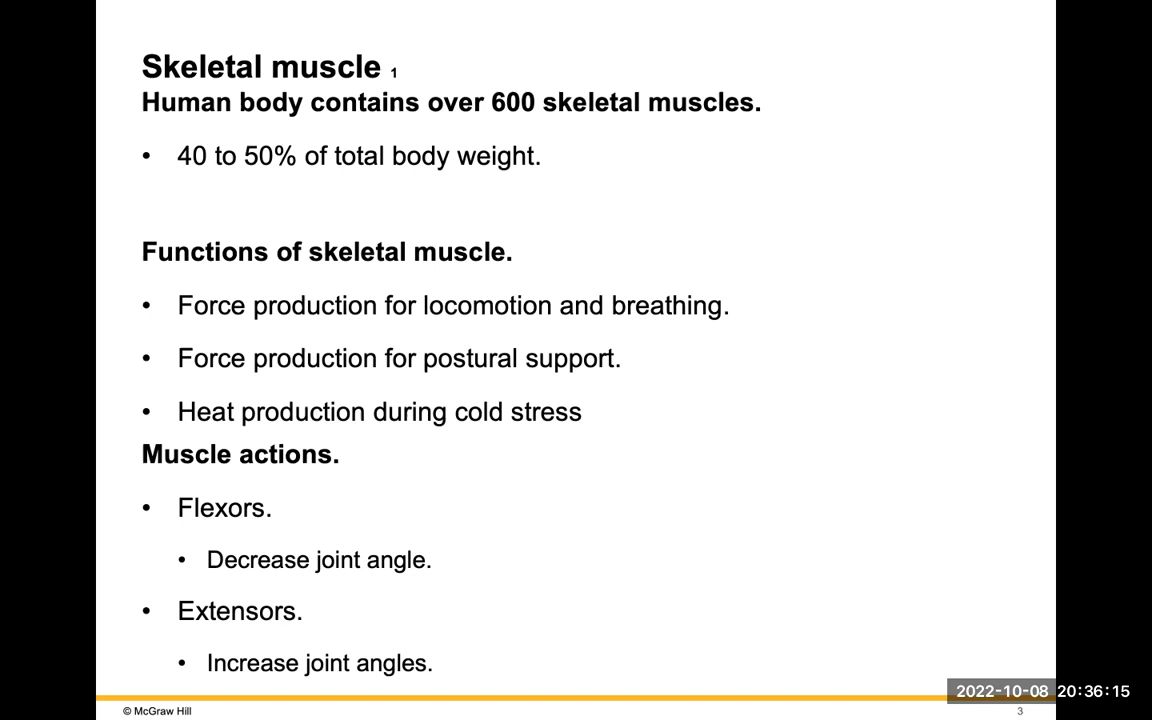 Skeletal muscle 1
Human body contains over 600 skeletal muscles.
• 40 to 50% of total body weight.
Functions of skeletal muscle.
• Force production for locomotion and breathing.
• Force production for postural support.
• Heat production during cold stress
Muscle actions.
• Flexors.
• Decrease joint angle.
• Extensors.
• Increase joint angles.
2022-10-08 20:36:15
© McGraw Hill
3